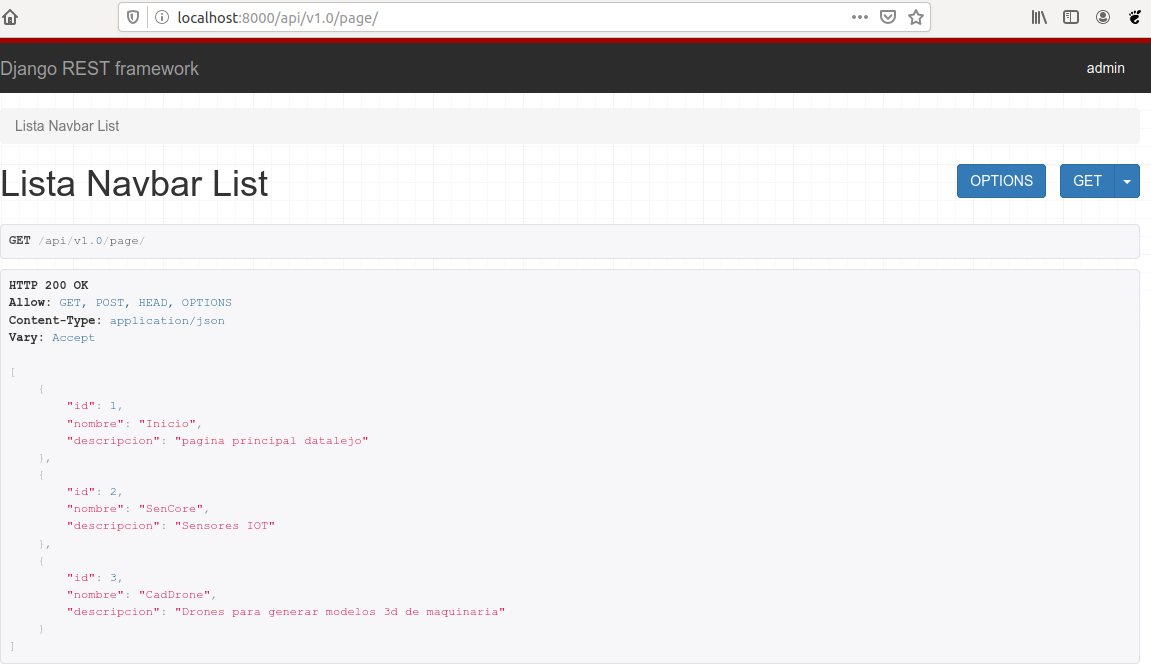 localhost:8000/api/v1.0/page/
Django REST framework
admin
Lista Navbar List
Lista Navbar List
OPTIONS
GET
GET /api/v1.0/page/
HTTP 200 OK
Allow: GET, POST, HEAD, OPTIONS
Content-Type: application/json
Vary: Accept
[
{
"id": 1,
"nombre": "Inicio",
"descripcion": "pagina principal datalejo"
},
{
"id": 2,
"nombre": "SenCore",
"descripcion": "Sensores IOT"
},
{
"id": 3,
"nombre": "CadDrone",
"descripcion": "Drones para generar modelos 3d de maquinaria"
}
]